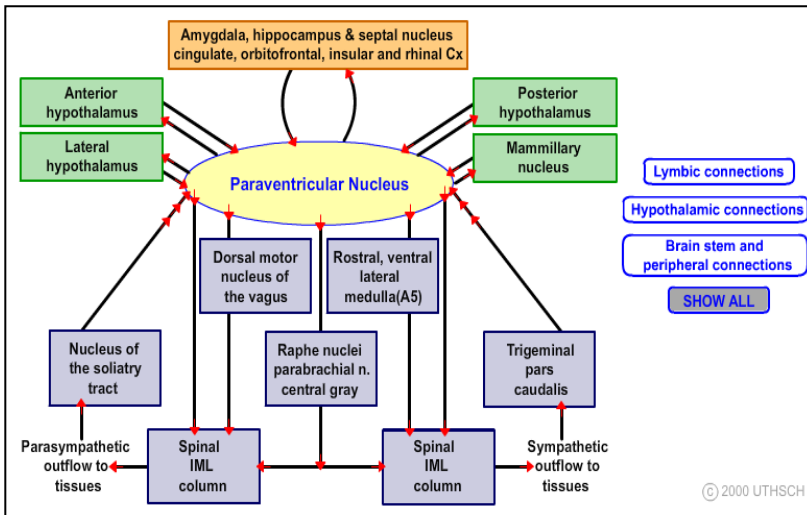 Amygdala, hippocampus & septal nucleus
cingulate, orbitofrontal, insular and rhinal Cx
Anterior
hypothalamus
Posterior
hypothalamus
Lateral
hypothalamus
Mammillary
nucleus
Paraventricular Nucleus
Lymbic connections
Hypothalamic connections
Brain stem and
peripheral connections
SHOW ALL
Dorsal motor
nucleus of
the vagus
Rostral, ventral
lateral
medulla(A5)
Nucleus of
the soliatry
tract
Raphe nuclei
parabrachial n.
central gray
Trigeminal
pars
caudalis
Parasympathetic
outflow to
tissues
Spinal
IML
column
Spinal
IML
column
Sympathetic
outflow to
tissues
© 2000 UTHSCH